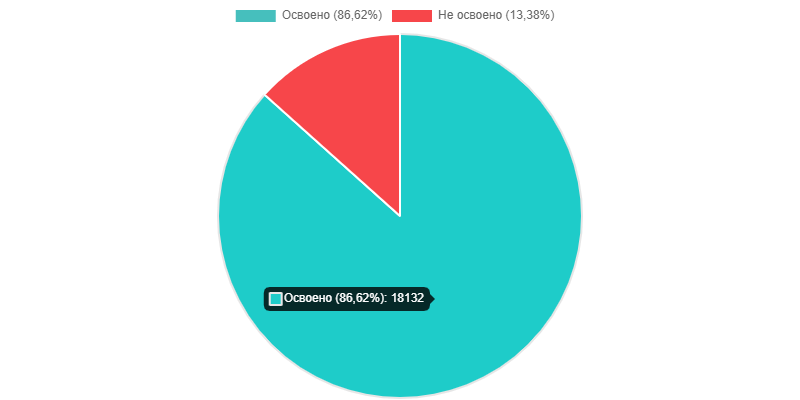 Освоено (86,62%) Не освоено (13,38%)
Освоено (86,62%): 18132